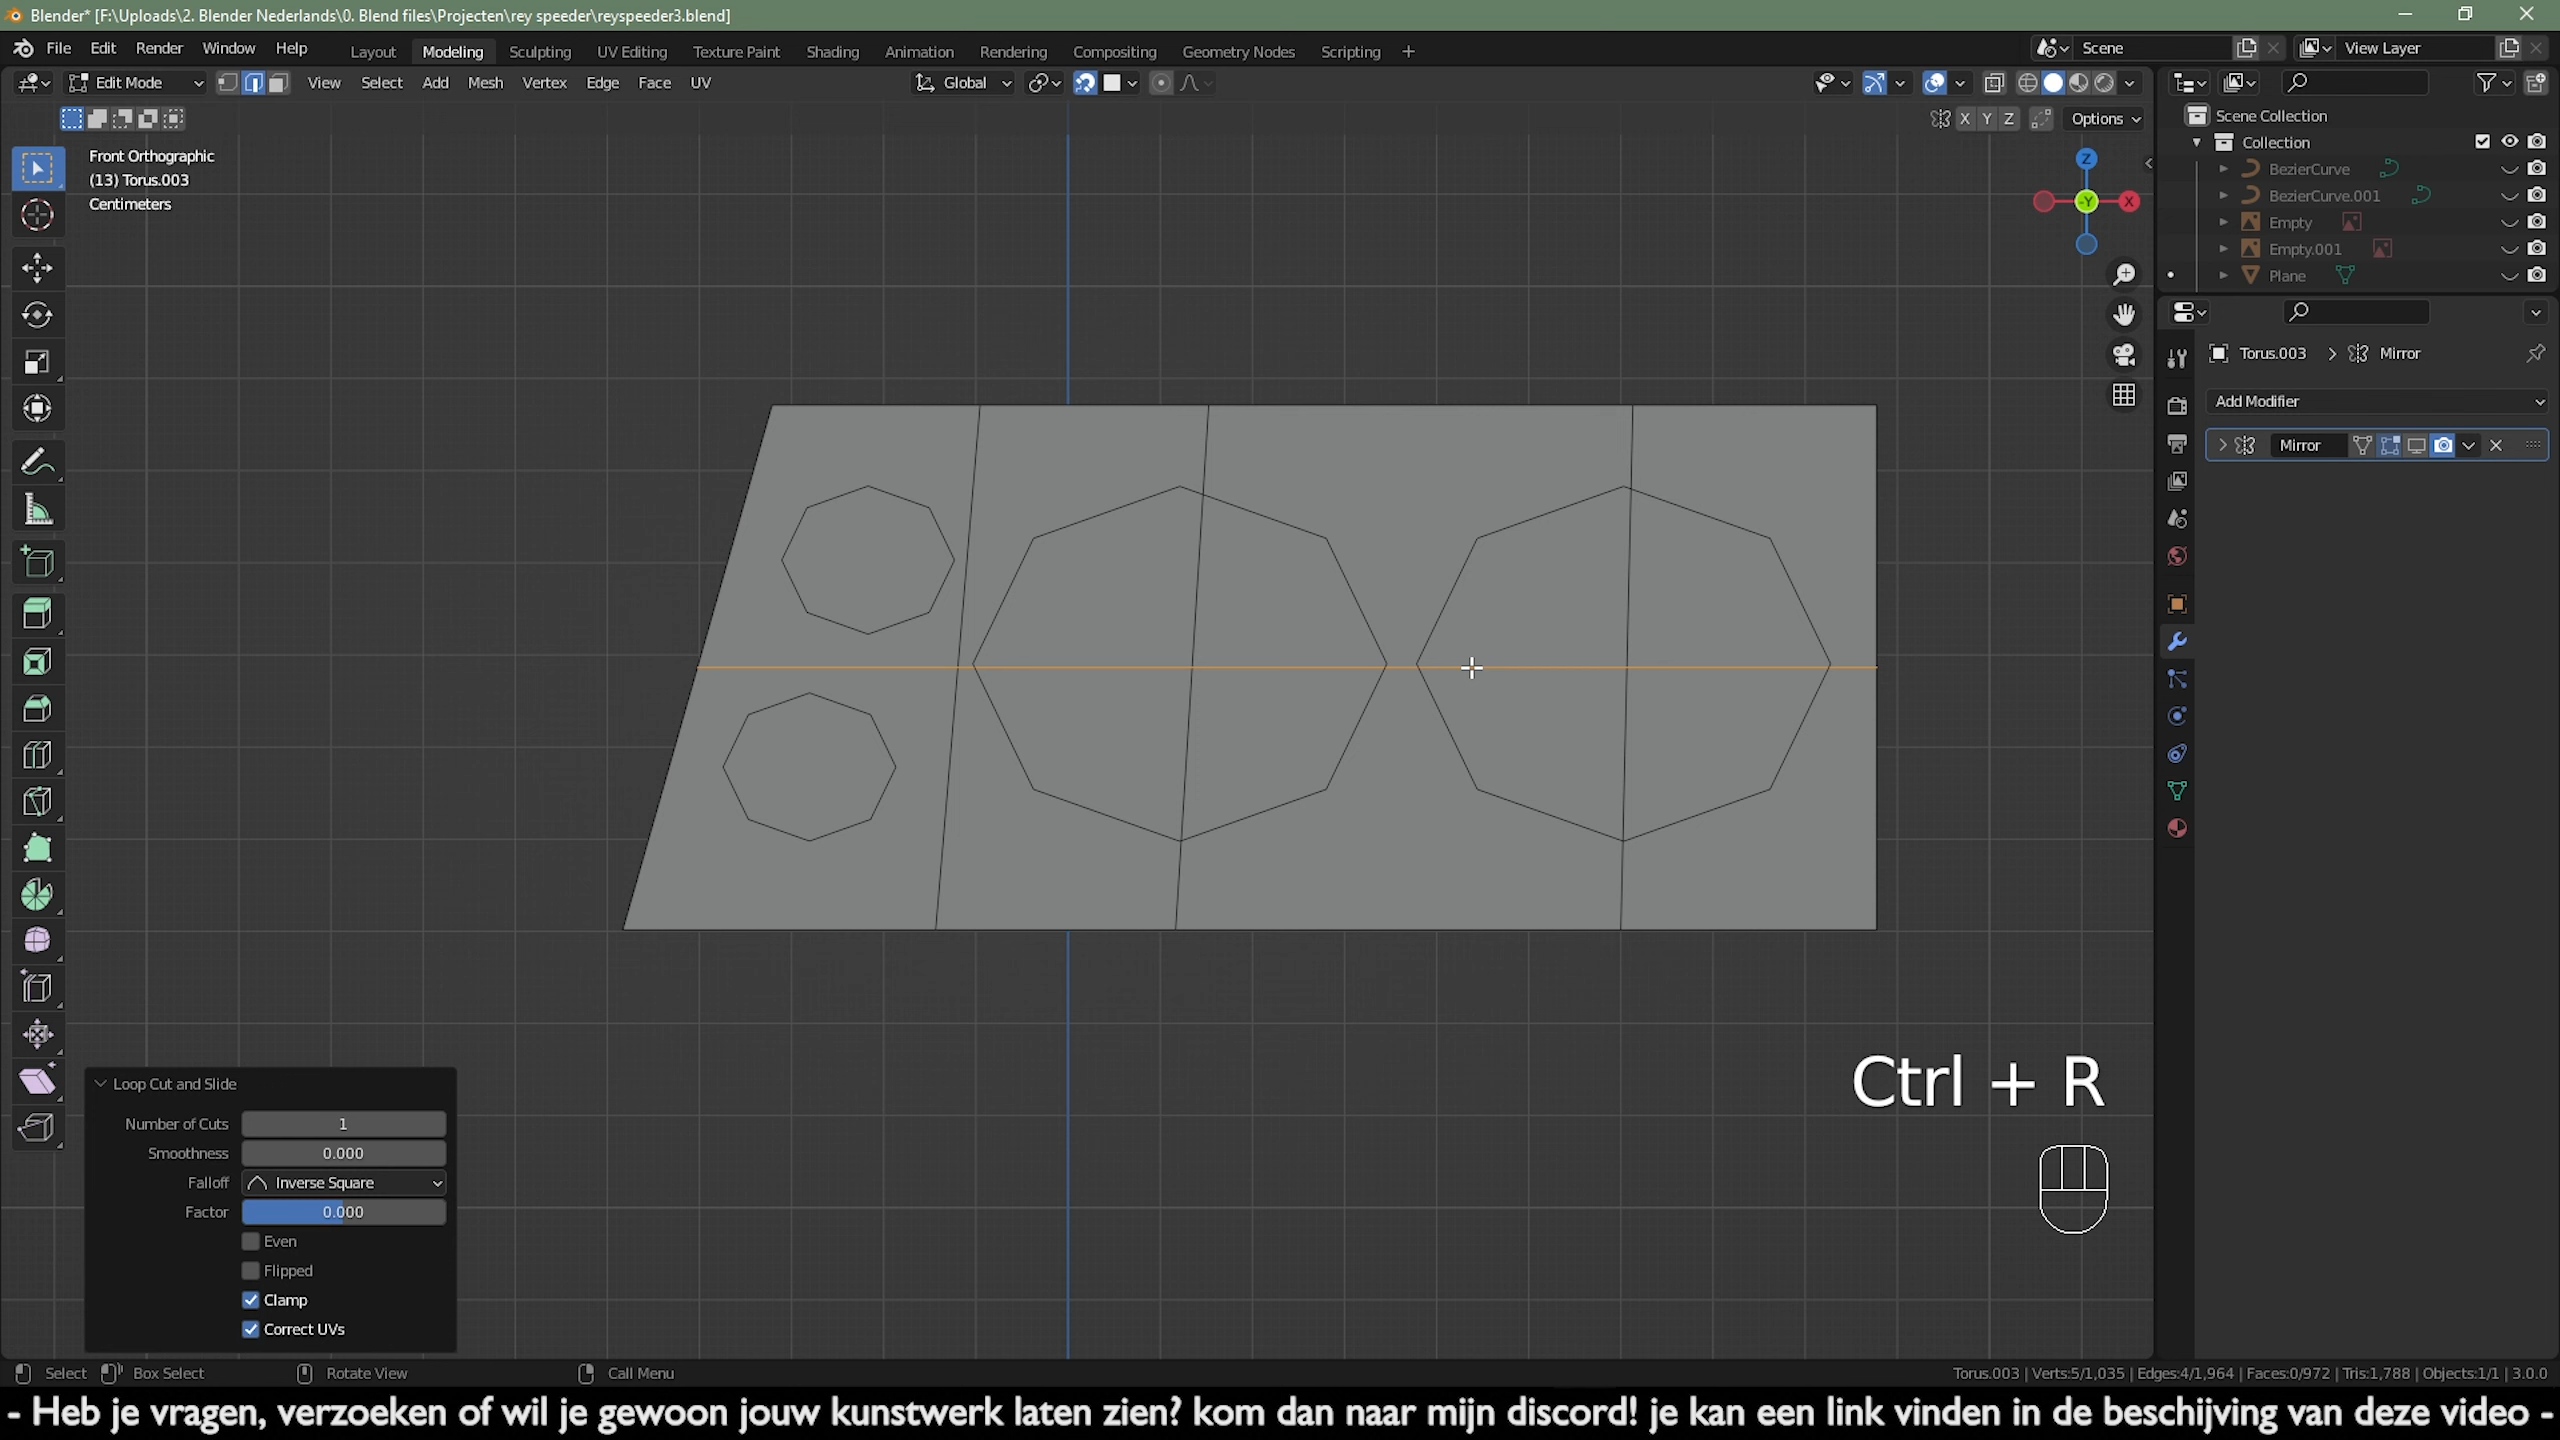 Blender* [F:\Uploads\2. Blender Nederlands\0. Blend files\Projecten\rey speeder\reyspeeder3.blend]
File Edit Render Window Help Layout Modeling Sculpting UV Editing Texture Paint Shading Animation Rendering Compositing Geometry Nodes Scripting + Scene View Layer
Edit Mode View Select Add Mesh Vertex Edge Face UV Global
X Y Z Options
Front Orthographic
(13) Torus.003
Centimeters
Z
-Y
X
Scene Collection
Collection
BezierCurve
BezierCurve.001
Empty
Empty.001
Plane
Torus.003 Mirror
Add Modifier
Mirror
Ctrl + R
Loop Cut and Slide
Number of Cuts 1
Smoothness 0.000
Falloff Inverse Square
Factor 0.000
Even
Flipped
Clamp
Correct UVs
Select Box Select Rotate View Call Menu
Torus.003 | Verts:5/1,035 | Edges:4/1,964 | Faces:0/972 | Tris:1,788 | Objects:1/1 | 3.0.0
- Heb je vragen, verzoeken of wil je gewoon jouw kunstwerk laten zien? kom dan naar mijn discord! je kan een link vinden in de beschijving van deze video -